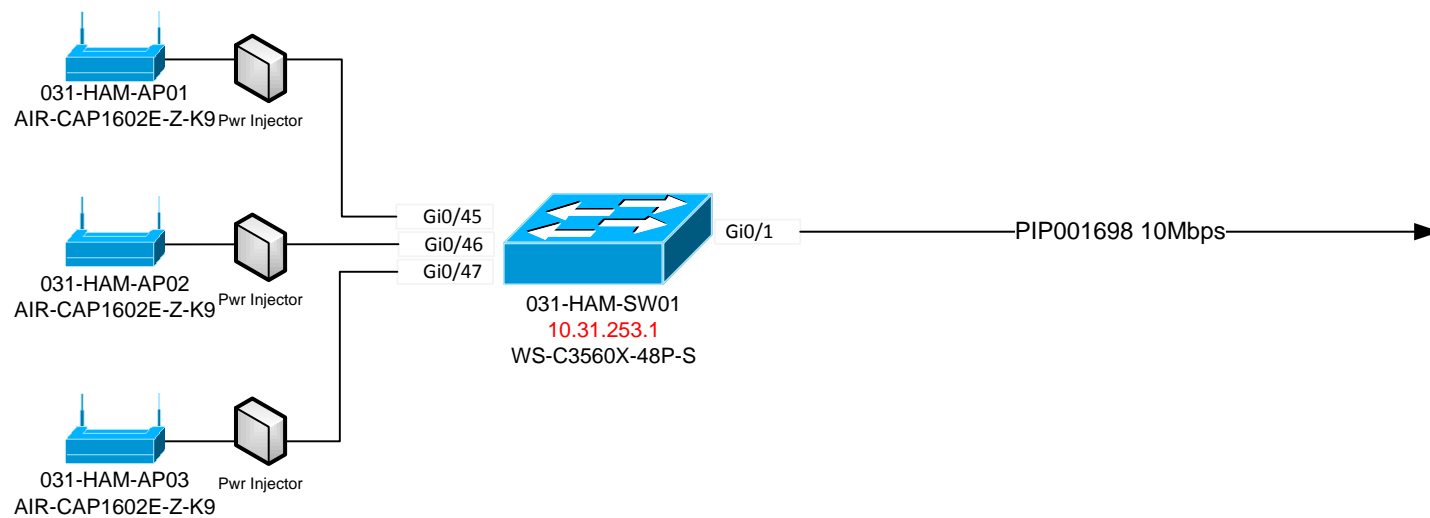 031-HAM-AP01
AIR-CAP1602E-Z-K9
Pwr Injector
031-HAM-AP02
AIR-CAP1602E-Z-K9
Pwr Injector
031-HAM-AP03
AIR-CAP1602E-Z-K9
Pwr Injector
Gi0/45
Gi0/46
Gi0/47
031-HAM-SW01
10.31.253.1
WS-C3560X-48P-S
Gi0/1
PIP001698 10Mbps